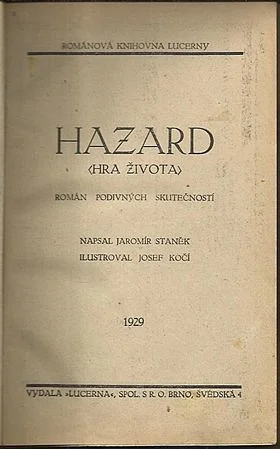 ROMÁNOVÁ KNIHOVNA LUCERNY
HAZARD
(HRA ŽIVOTA)
ROMÁN PODIVNÝCH SKUTEČNOSTÍ
NAPSAL JAROMÍR STANĚK
ILUSTROVAL JOSEF KOČÍ
1929
VYDALA »LUCERNA«, SPOL. S R. O. BRNO, ŠVÉDSKÁ 4